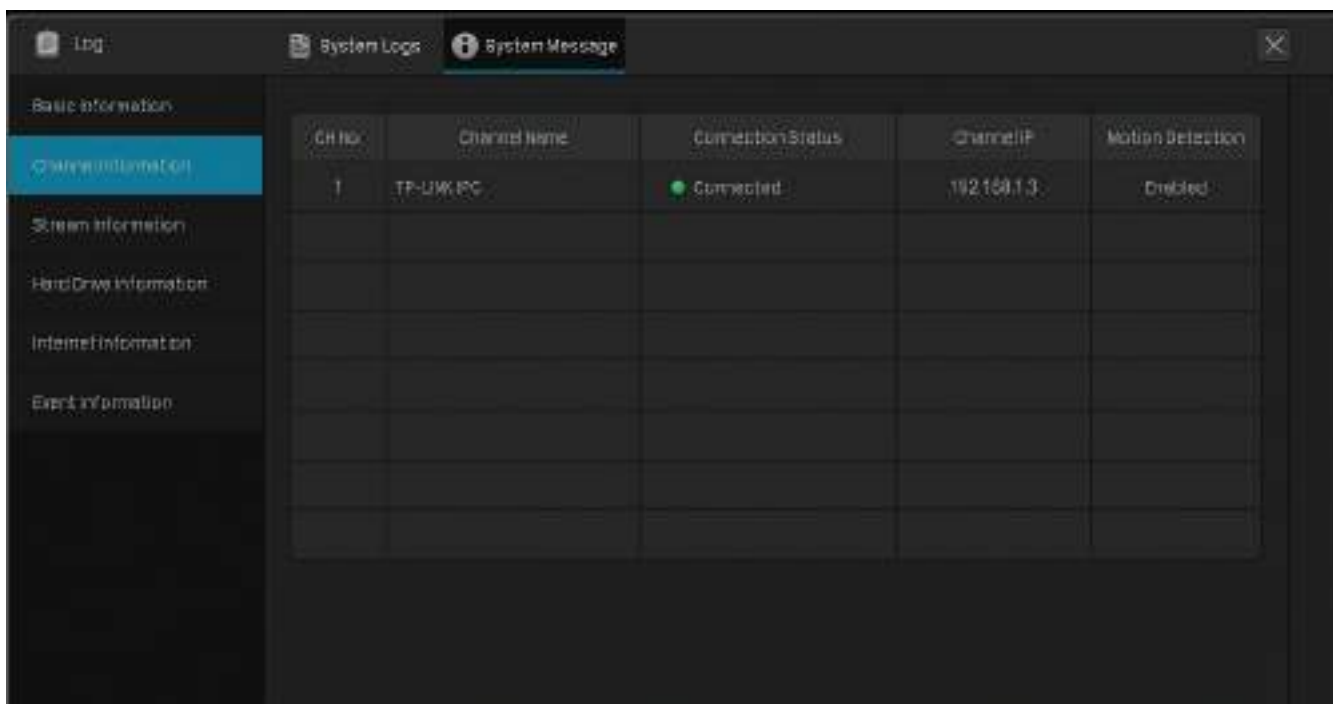 Log
System Logs
System Message
Basic Information
Channel Information
Stream Information
Hard Drive Information
Internet Information
Event Information
CH No. Channel Name Connection Status Channel IP Motion Detection
1 TP-LINK IPC Connected 192.168.1.3 Enabled